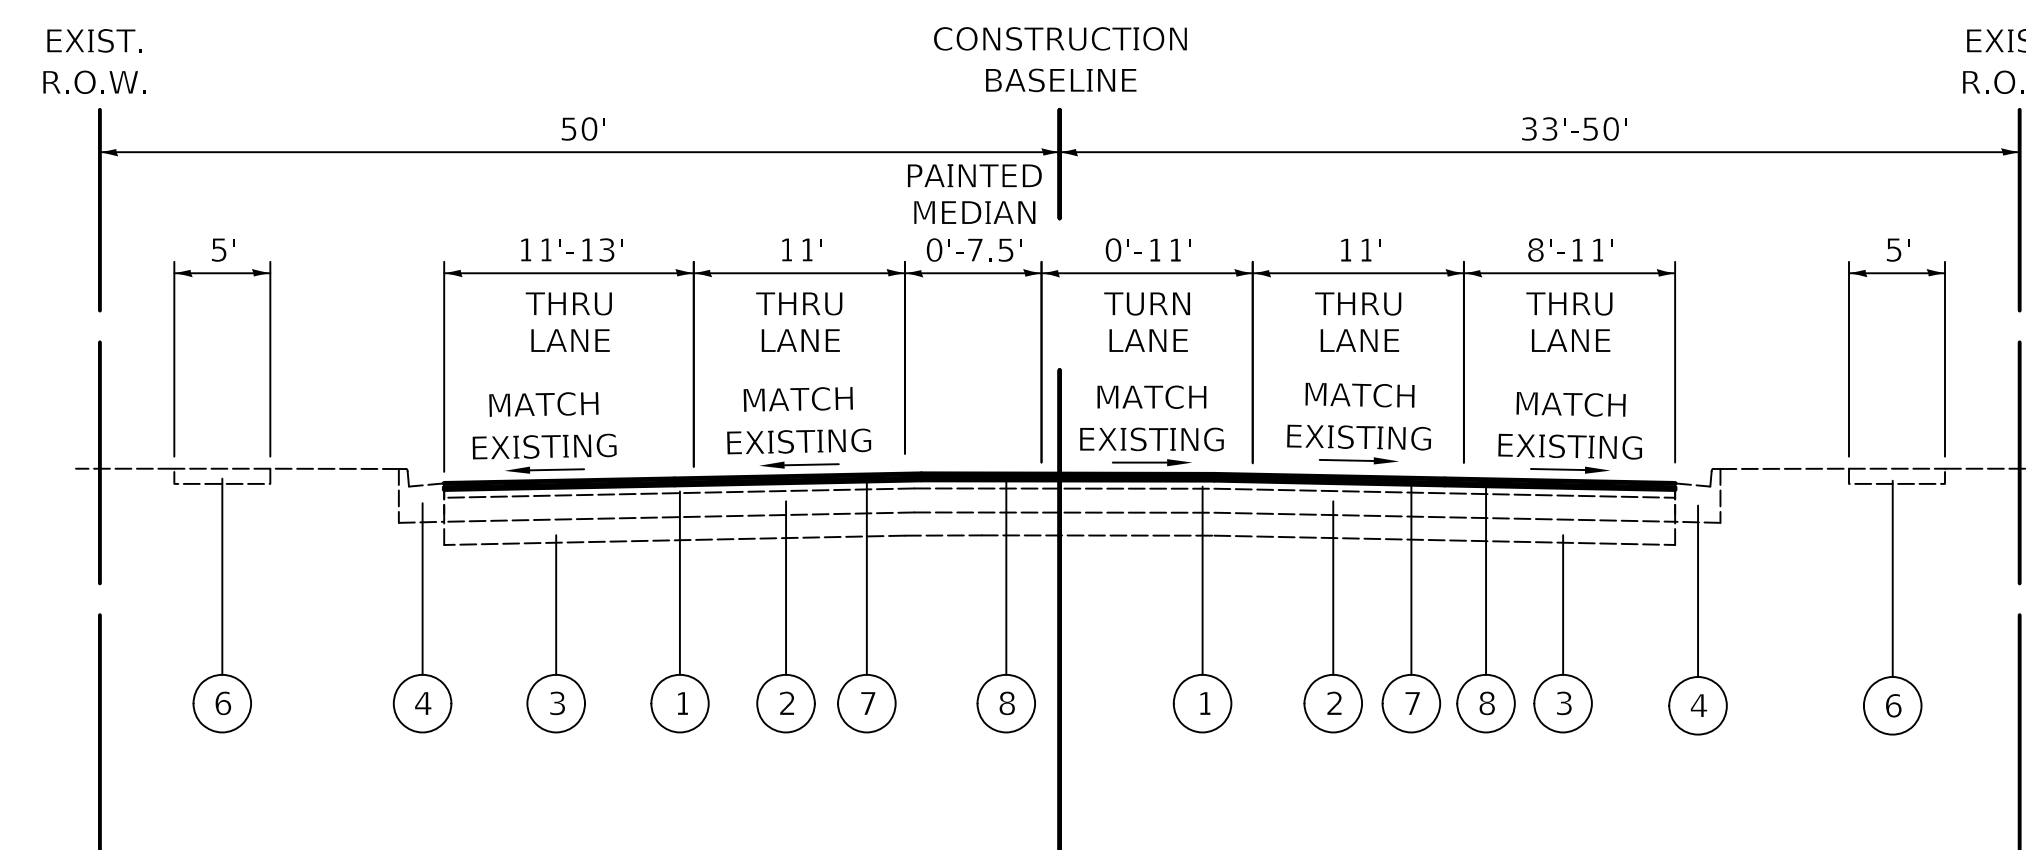 EXIST.
R.O.W.
CONSTRUCTION
BASELINE
EXIS
R.O.
50'
33'-50'
PAINTED
MEDIAN
5'
11'-13'
11'
0'-7.5'
0'-11'
11'
8'-11'
5'
THRU
LANE
THRU
LANE
TURN
LANE
THRU
LANE
THRU
LANE
MATCH
EXISTING
MATCH
EXISTING
MATCH
EXISTING
MATCH
EXISTING
MATCH
EXISTING
6
4
3
1
2
7
8
1
2
7
8
3
4
6